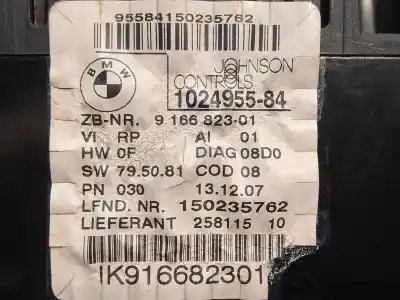 95584150235762
BMW
JOHNSON
CONTROLS
1024955-84
ZB-NR. 9 166 823-01
VI RP AI 01
HW 0F DIAG 08D0
SW 79.50.81 COD 08
PN 030 13.12.07
LFND. NR. 150235762
LIEFERANT 258115 10
IK916682301